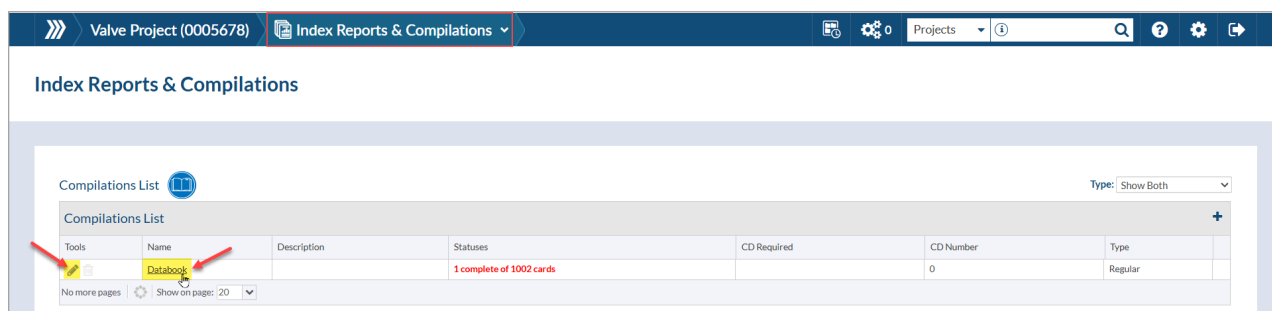 Valve Project (0005678) Index Reports & Compilations 0 Projects
Index Reports & Compilations
Compilations List Type: Show Both
Compilations List
Tools Name Description Statuses CD Required CD Number Type
Databook 1 complete of 1002 cards 0 Regular
No more pages Show on page: 20